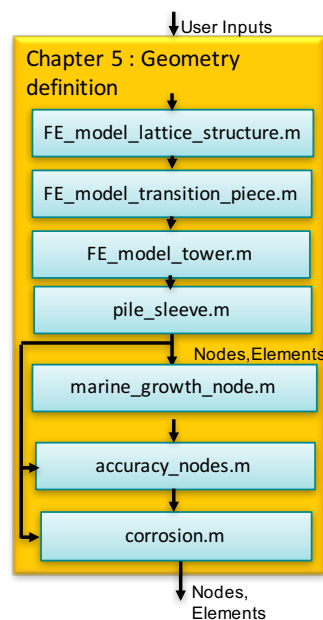 User Inputs
Chapter 5 : Geometry
definition
FE_model_lattice_structure.m
FE_model_transition_piece.m
FE_model_tower.m
pile_sleeve.m
Nodes,Elements
marine_growth_node.m
accuracy_nodes.m
corrosion.m
Nodes,
Elements